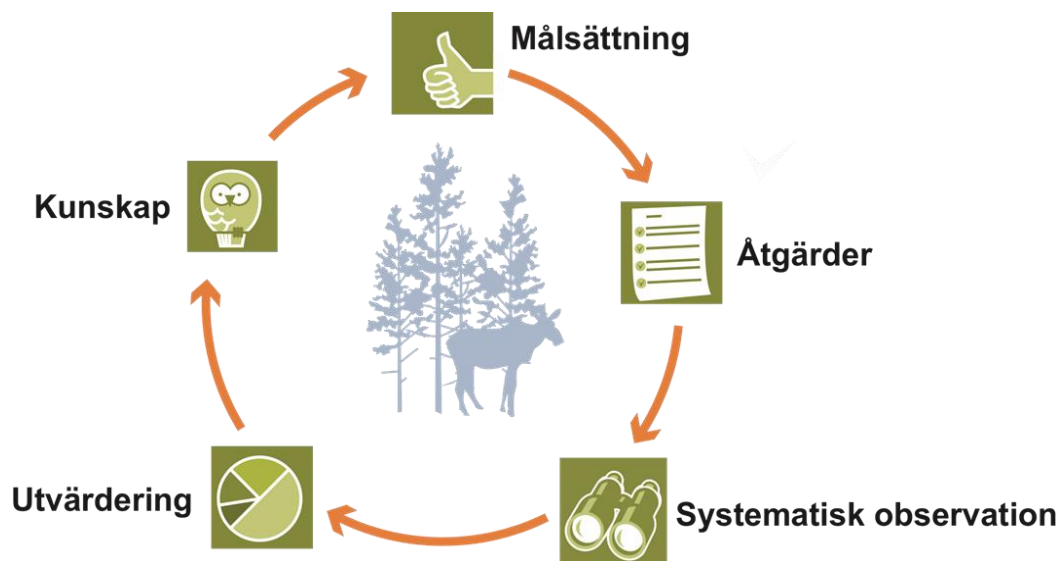 Målsättning
Åtgärder
Systematisk observation
Utvärdering
Kunskap